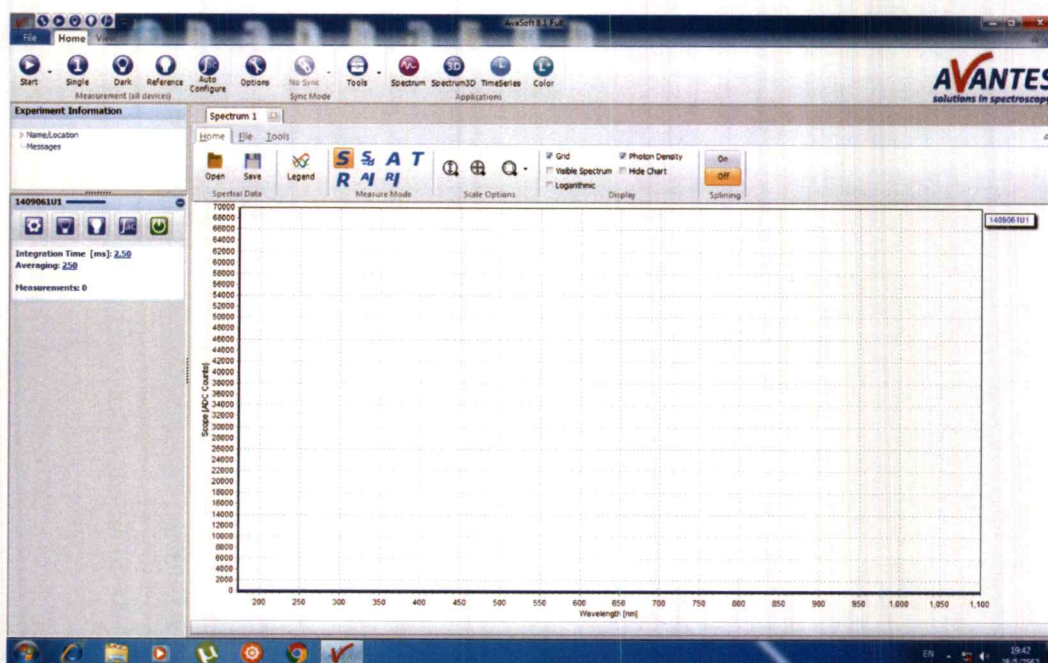 AvaSoft 8.1 Full
File Home View
Start Single Dark Reference Auto Configure Options No Sync Tools Spectrum Spectrum3D TimeSeries Color
Measurement (all devices) Sync Mode Applications
AVANTES
solutions in spectroscopy
Experiment Information
Name/Location
Messages
1409061U1
Integration Time [ms]: 2.50
Averaging: 250
Measurements: 0
Spectrum 1
Home File Tools
Open Save Legend
S S-d A T
R AI RI
Grid Photon Density
Visible Spectrum Hide Chart
Logarithmic
On
Off
Spectral Data Measure Mode Scale Options Display Splining
1409061U1
70000
68000
66000
64000
62000
60000
58000
56000
54000
52000
50000
48000
46000
44000
42000
40000
38000
36000
34000
32000
30000
28000
26000
24000
22000
20000
18000
16000
14000
12000
10000
8000
6000
4000
2000
0
Scope [ADC Counts]
200 250 300 350 400 450 500 550 600 650 700 750 800 850 900 950 1,000 1,050 1,100
Wavelength [nm]
EN 19:42